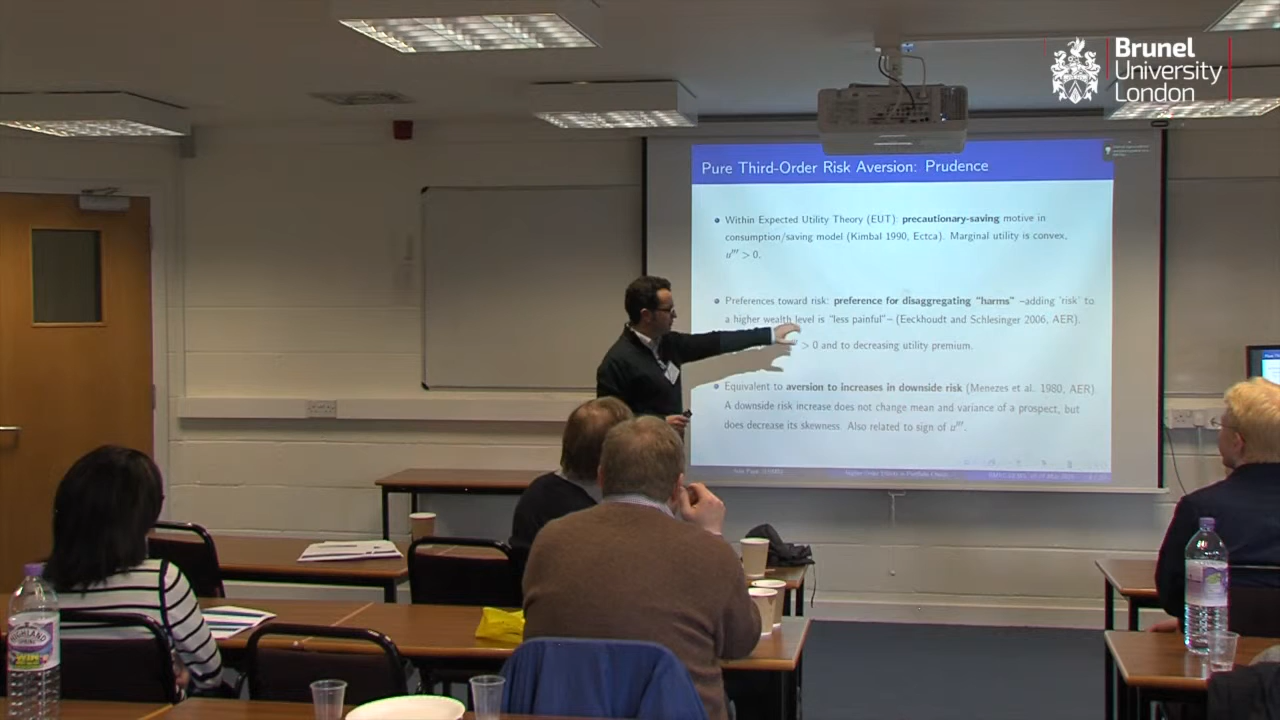 Brunel
University
London
Pure Third-Order Risk Aversion: Prudence
Within Expected Utility Theory (EUT): precautionary-saving motive in
consumption/saving model (Kimbal 1990, Ectca). Marginal utility is convex,
u''' > 0.
Preferences toward risk: preference for disaggregating "harms" –adding 'risk' to
a higher wealth level is "less painful"– (Eeckhoudt and Schlesinger 2006, AER).
> 0 and to decreasing utility premium.
Equivalent to aversion to increases in downside risk (Menezes et al. 1980, AER).
A downside risk increase does not change mean and variance of a prospect, but
does decrease its skewness. Also related to sign of u'''.
HIGHLAND